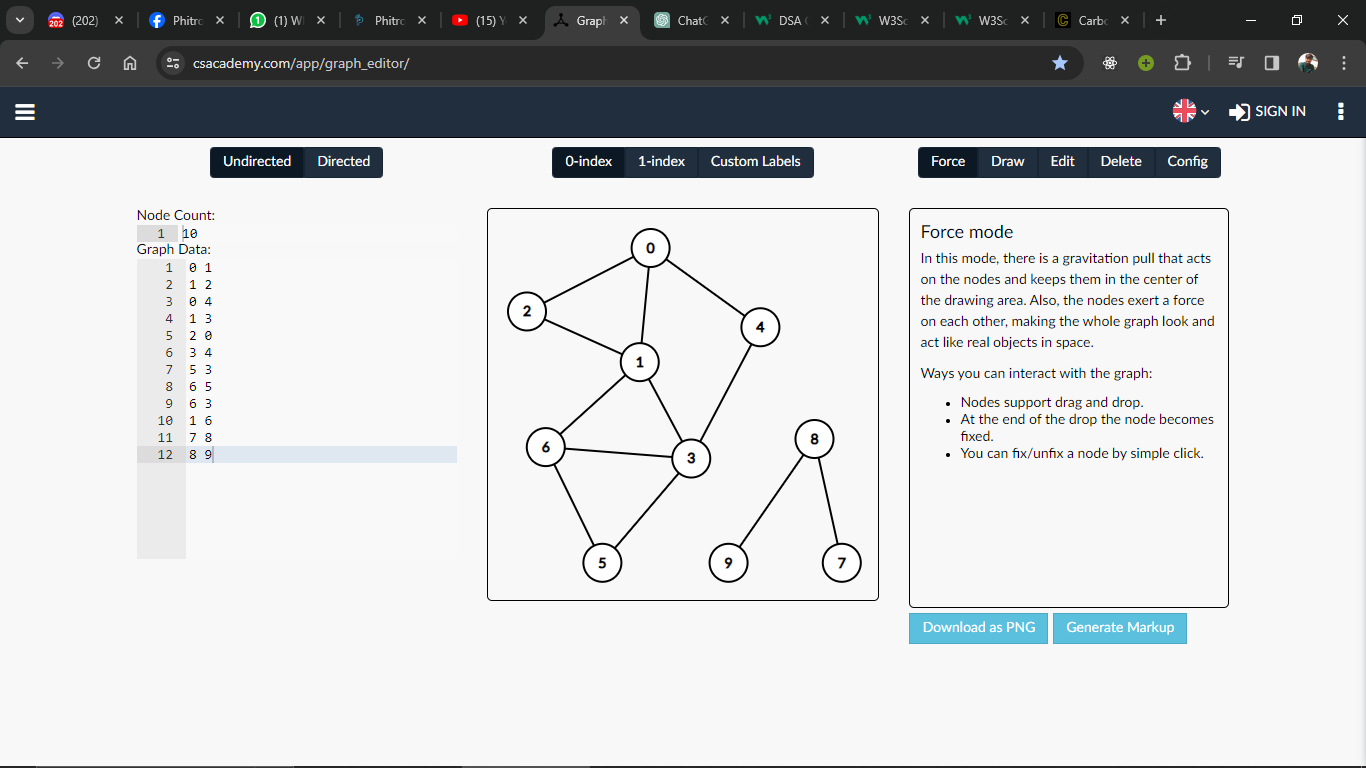 (202)
Phitrc
(1) W
Phitrc
(15) Y
Graph
ChatG
DSA
W3Sc
W3Sc
Carbo
csacademy.com/app/graph_editor/
SIGN IN
Undirected Directed
0-index 1-index Custom Labels
Force Draw Edit Delete Config
Node Count:
1 10
Graph Data:
1 0 1
2 1 2
3 0 4
4 1 3
5 2 0
6 3 4
7 5 3
8 6 5
9 6 3
10 1 6
11 7 8
12 8 9
0
2
4
1
8
6
3
5
9
7
Force mode
In this mode, there is a gravitation pull that acts
on the nodes and keeps them in the center of
the drawing area. Also, the nodes exert a force
on each other, making the whole graph look and
act like real objects in space.
Ways you can interact with the graph:
• Nodes support drag and drop.
• At the end of the drop the node becomes
fixed.
• You can fix/unfix a node by simple click.
Download as PNG Generate Markup